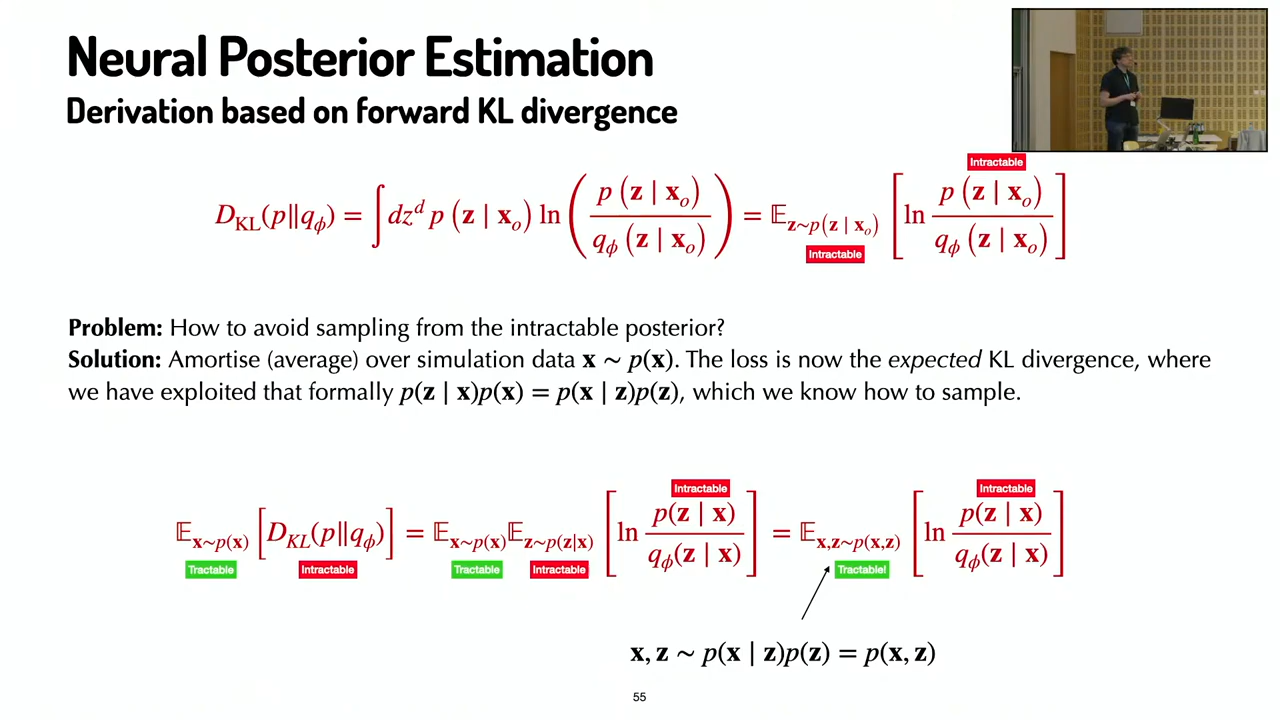 Neural Posterior Estimation
Derivation based on forward KL divergence
Intractable
D_KL(p‖q_ϕ) = ∫ dz^d p (z | x_o) ln ( p (z | x_o) / q_ϕ (z | x_o) ) = 𝔼_{z∼p(z | x_o)} [ ln p (z | x_o) / q_ϕ (z | x_o) ]
Intractable
Problem: How to avoid sampling from the intractable posterior?
Solution: Amortise (average) over simulation data x ∼ p(x). The loss is now the expected KL divergence, where
we have exploited that formally p(z | x)p(x) = p(x | z)p(z), which we know how to sample.
Intractable Intractable
𝔼_{x∼p(x)} [ D_{KL}(p‖q_ϕ) ] = 𝔼_{x∼p(x)} 𝔼_{z∼p(z|x)} [ ln p(z | x) / q_ϕ(z | x) ] = 𝔼_{x,z∼p(x,z)} [ ln p(z | x) / q_ϕ(z | x) ]
Tractable Intractable Tractable Intractable Tractable!
x, z ∼ p(x | z)p(z) = p(x, z)
55